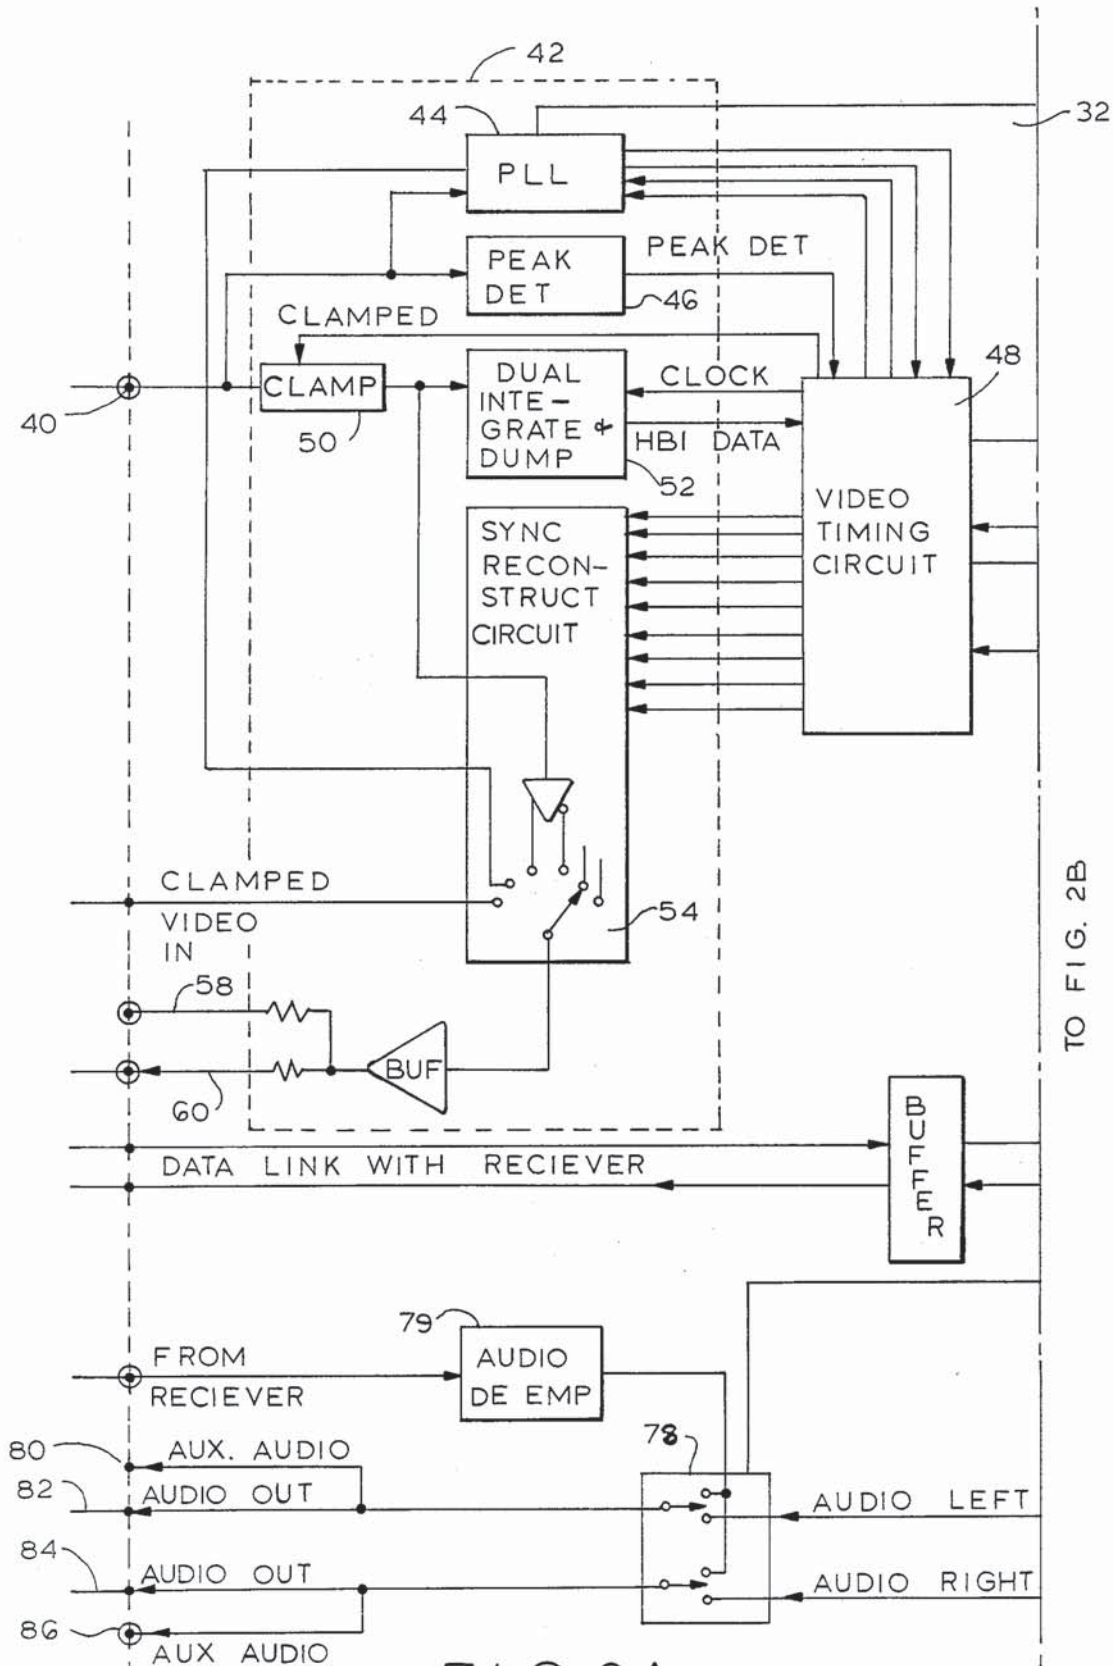 42
44
32
PLL
PEAK
DET
PEAK DET
46
CLAMPED
48
CLAMP
50
40
DUAL
INTE-
GRATE &
DUMP
CLOCK
HBI DATA
52
VIDEO
TIMING
CIRCUIT
SYNC
RECON-
STRUCT
CIRCUIT
CLAMPED
VIDEO
IN
54
TO FIG. 2B
58
BUF
60
BUFFER
DATA LINK WITH RECIEVER
79
FROM
RECIEVER
AUDIO
DE EMP
80
AUX. AUDIO
78
82
AUDIO OUT
AUDIO LEFT
84
AUDIO OUT
AUDIO RIGHT
86
AUX AUDIO